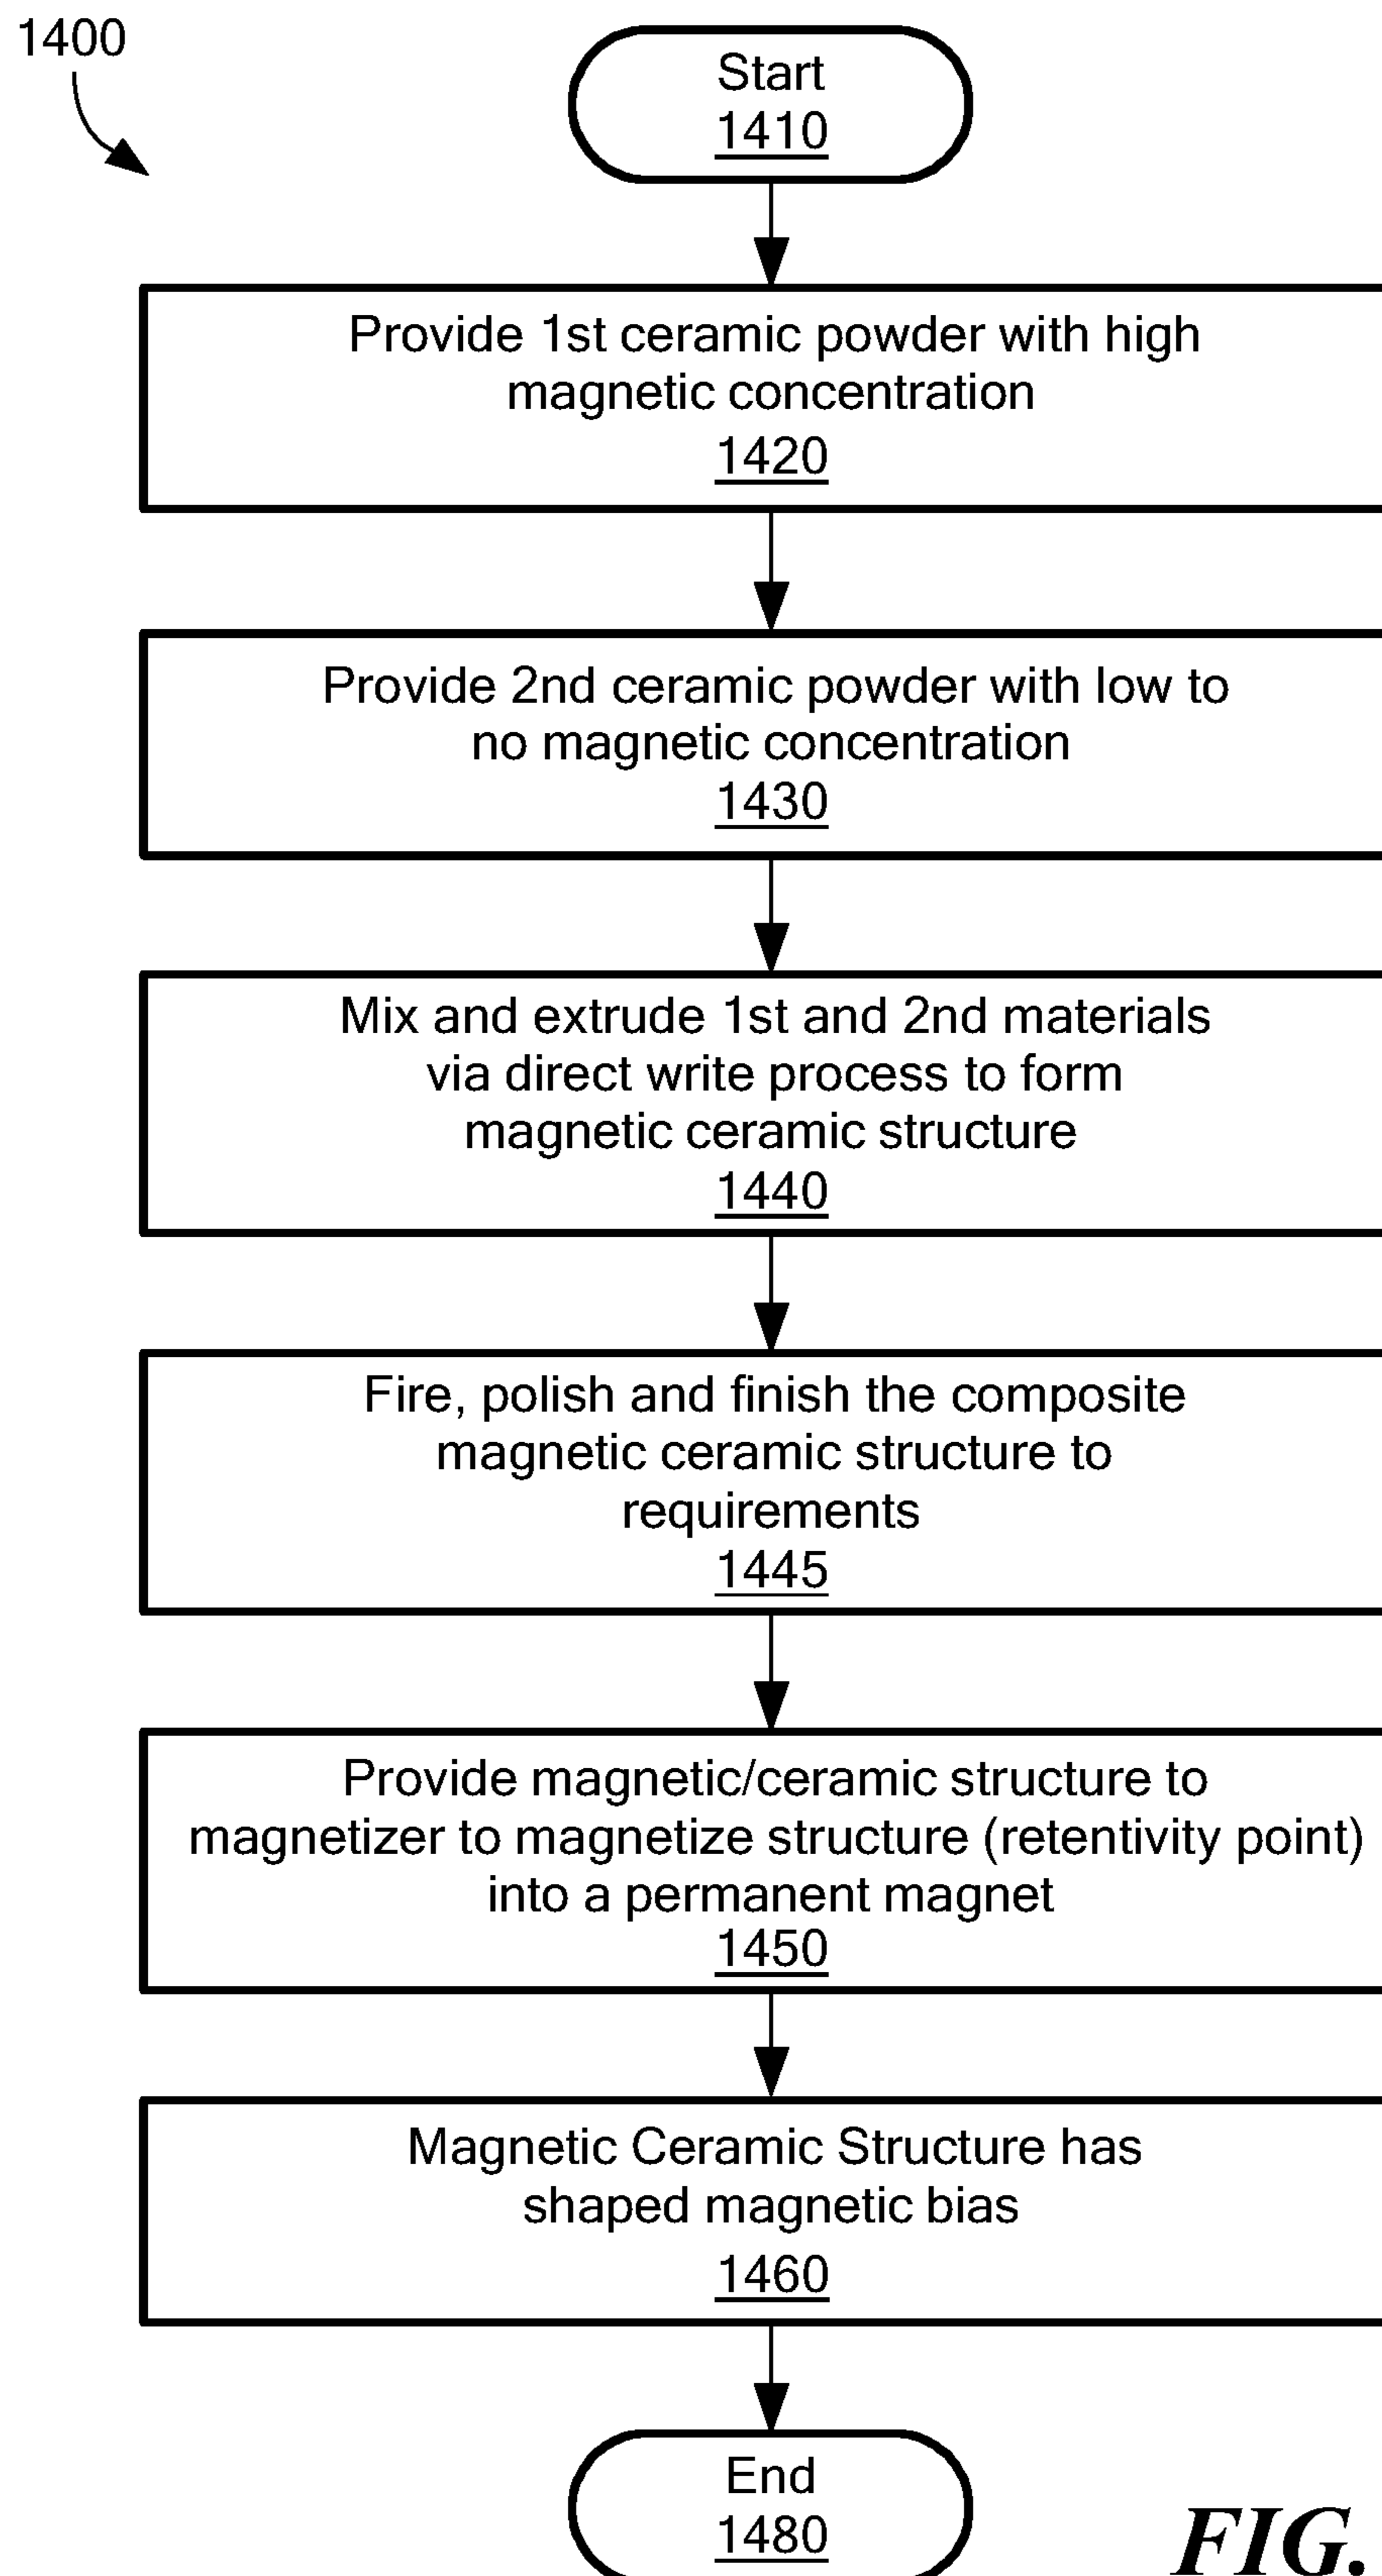 1400
Start
1410
Provide 1st ceramic powder with high
magnetic concentration
1420
Provide 2nd ceramic powder with low to
no magnetic concentration
1430
Mix and extrude 1st and 2nd materials
via direct write process to form
magnetic ceramic structure
1440
Fire, polish and finish the composite
magnetic ceramic structure to
requirements
1445
Provide magnetic/ceramic structure to
magnetizer to magnetize structure (retentivity point)
into a permanent magnet
1450
Magnetic Ceramic Structure has
shaped magnetic bias
1460
End
1480
FIG.